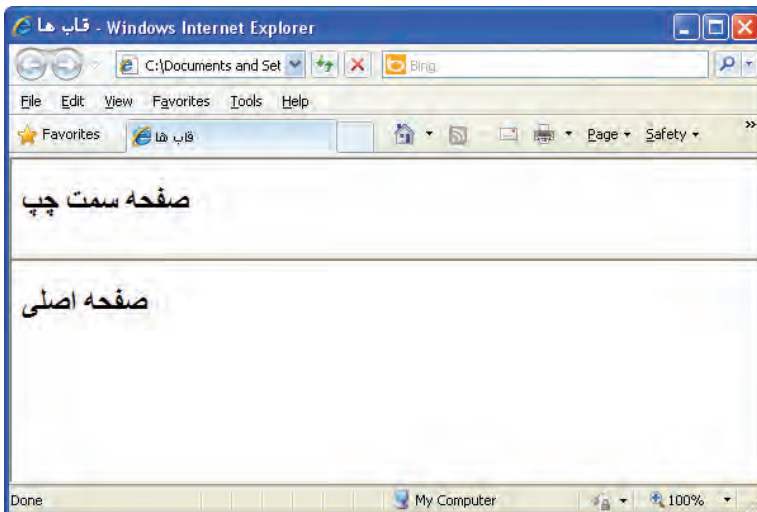 قاب ها - Windows Internet Explorer
C:\Documents and Set
Bing
File Edit View Favorites Tools Help
Favorites
قاب ها
Page Safety »
صفحه سمت چپ
صفحه اصلی
Done
My Computer
100%